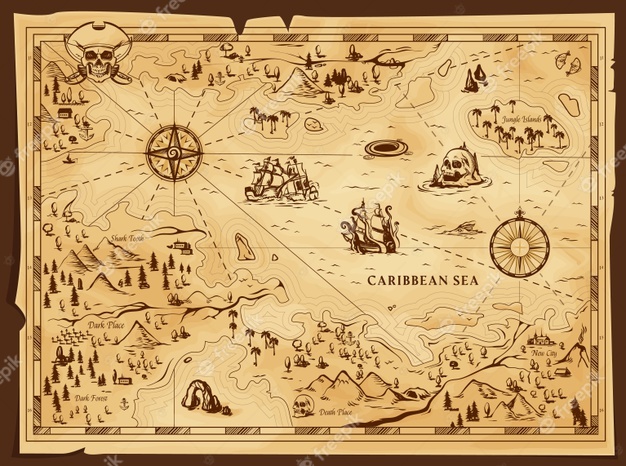 Jungle Islands
Shark Teeth
CARIBBEAN SEA
Dark Place
New City
Dark Forest
Death Place
freepik